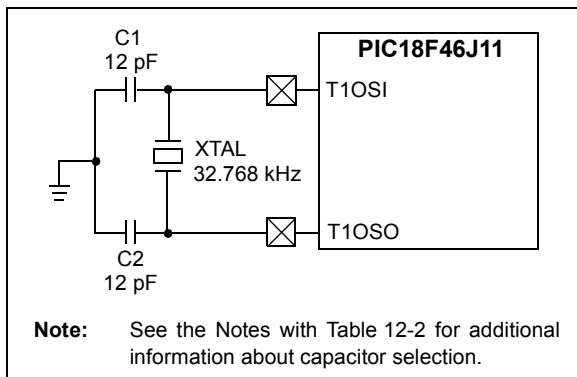 C1
12 pF
PIC18F46J11
T1OSI
XTAL
32.768 kHz
T1OSO
C2
12 pF
Note: See the Notes with Table 12-2 for additional
information about capacitor selection.